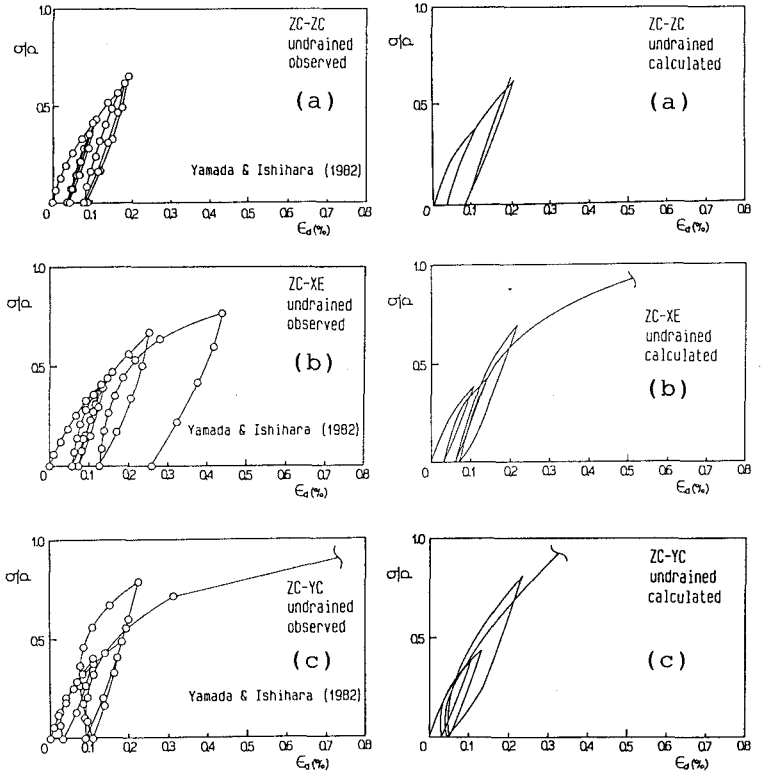 1.0
q/p
0.5
ZC-ZC
undrained
observed
(a)
Yamada & Ishihara (1982)
0 0.1 0.2 0.3 0.4 0.5 0.6 0.7 0.8
ϵd(%)
1.0
q/p
0.5
ZC-ZC
undrained
calculated
(a)
0 0.1 0.2 0.3 0.4 0.5 0.6 0.7 0.8
ϵd(%)
1.0
q/p
0.5
ZC-XE
undrained
observed
(b)
Yamada & Ishihara (1982)
0 0.1 0.2 0.3 0.4 0.5 0.6 0.7 0.8
ϵd(%)
1.0
q/p
0.5
ZC-XE
undrained
calculated
(b)
0 0.1 0.2 0.3 0.4 0.5 0.6 0.7 0.8
ϵd(%)
1.0
q/p
0.5
ZC-YC
undrained
observed
(c)
Yamada & Ishihara (1982)
0 0.1 0.2 0.3 0.4 0.5 0.6 0.7 0.8
ϵd(%)
1.0
q/p
0.5
ZC-YC
undrained
calculated
(c)
0 0.1 0.2 0.3 0.4 0.5 0.6 0.7 0.8
ϵd(%)